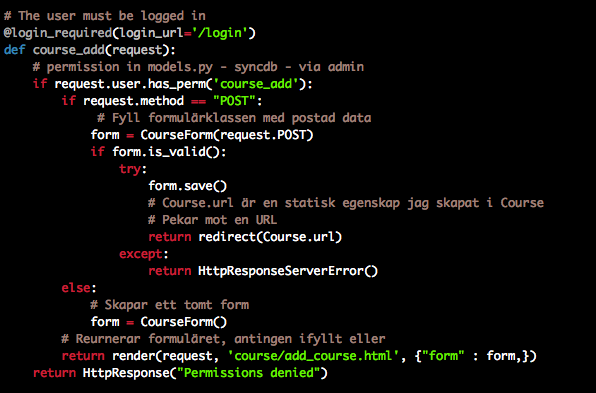 # The user must be logged in
@login_required(login_url='/login')
def course_add(request):
    # permission in models.py - syncdb - via admin
    if request.user.has_perm('course_add'):
        if request.method == "POST":
             # Fyll formulärklassen med postad data
            form = CourseForm(request.POST)
            if form.is_valid():
                try:
                    form.save()
                    # Course.url är en statisk egenskap jag skapat i Course
                    # Pekar mot en URL
                    return redirect(Course.url)
                except:
                    return HttpResponseServerError()
        else:
            # Skapar ett tomt form
            form = CourseForm()
        # Reurnerar formuläret, antingen ifyllt eller
        return render(request, 'course/add_course.html', {"form" : form,})
    return HttpResponse("Permissions denied")